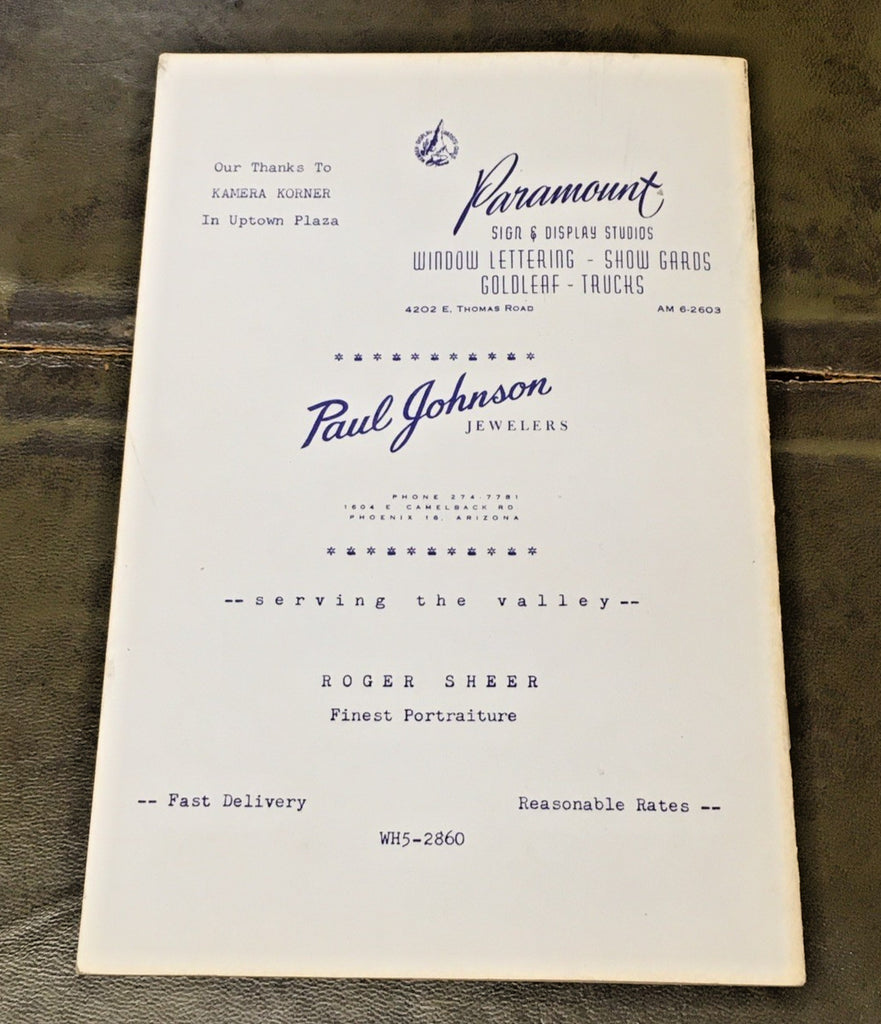 Our Thanks To
KAMERA KORNER
In Uptown Plaza
Paramount
SIGN & DISPLAY STUDIOS
WINDOW LETTERING - SHOW CARDS
GOLDLEAF - TRUCKS
4202 E. THOMAS ROAD AM 6-2603
Paul Johnson
JEWELERS
PHONE 274-7781
1604 E CAMELBACK RD.
PHOENIX 16, ARIZONA
--serving the valley--
ROGER SHEER
Finest Portraiture
-- Fast Delivery Reasonable Rates --
WH5-2860